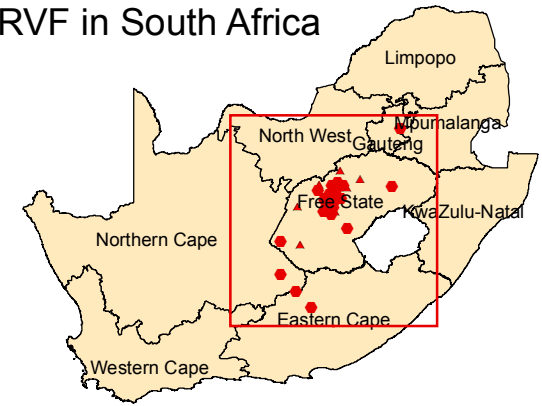 RVF in South Africa
Limpopo
Mpumalanga
North West
Gauteng
Free State
KwaZulu-Natal
Northern Cape
Eastern Cape
Western Cape